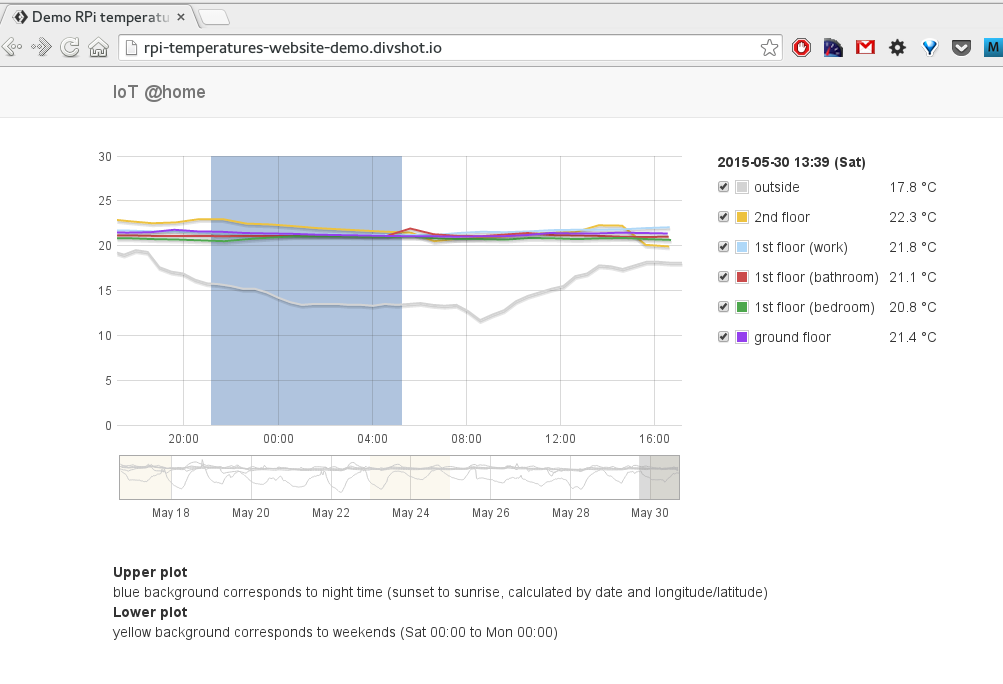 Demo RPi temperatu
rpi-temperatures-website-demo.divshot.io
M
IoT @home
30
25
20
15
10
5
0
20:00 00:00 04:00 08:00 12:00 16:00
2015-05-30 13:39 (Sat)
outside 17.8 °C
2nd floor 22.3 °C
1st floor (work) 21.8 °C
1st floor (bathroom) 21.1 °C
1st floor (bedroom) 20.8 °C
ground floor 21.4 °C
May 18 May 20 May 22 May 24 May 26 May 28 May 30
Upper plot
blue background corresponds to night time (sunset to sunrise, calculated by date and longitude/latitude)
Lower plot
yellow background corresponds to weekends (Sat 00:00 to Mon 00:00)